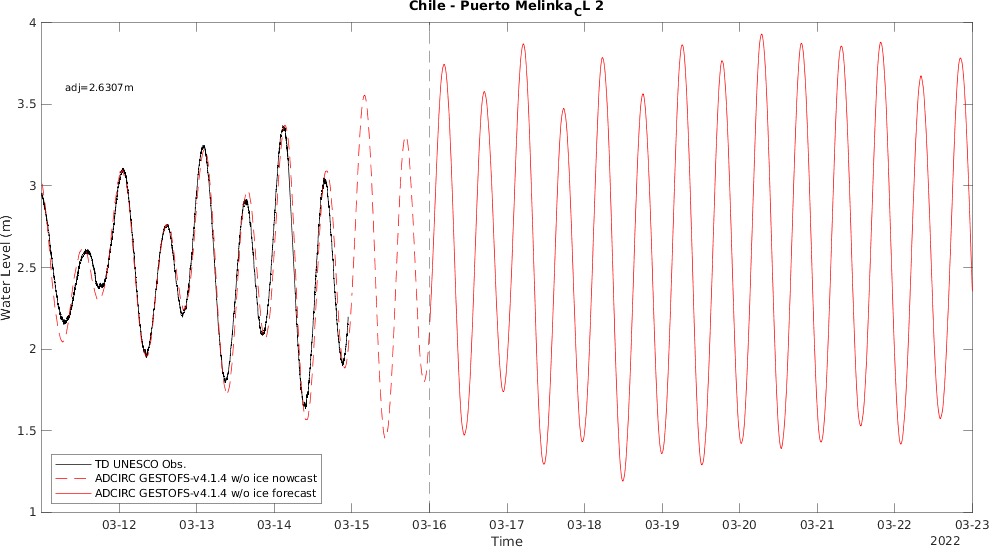 Chile - Puerto Melinka_CL 2
adj=2.6307m
4
3.5
3
2.5
2
1.5
1
Water Level (m)
TD UNESCO Obs.
ADCIRC GESTOFS-v4.1.4 w/o ice nowcast
ADCIRC GESTOFS-v4.1.4 w/o ice forecast
03-12 03-13 03-14 03-15 03-16 03-17 03-18 03-19 03-20 03-21 03-22 03-23
Time
2022